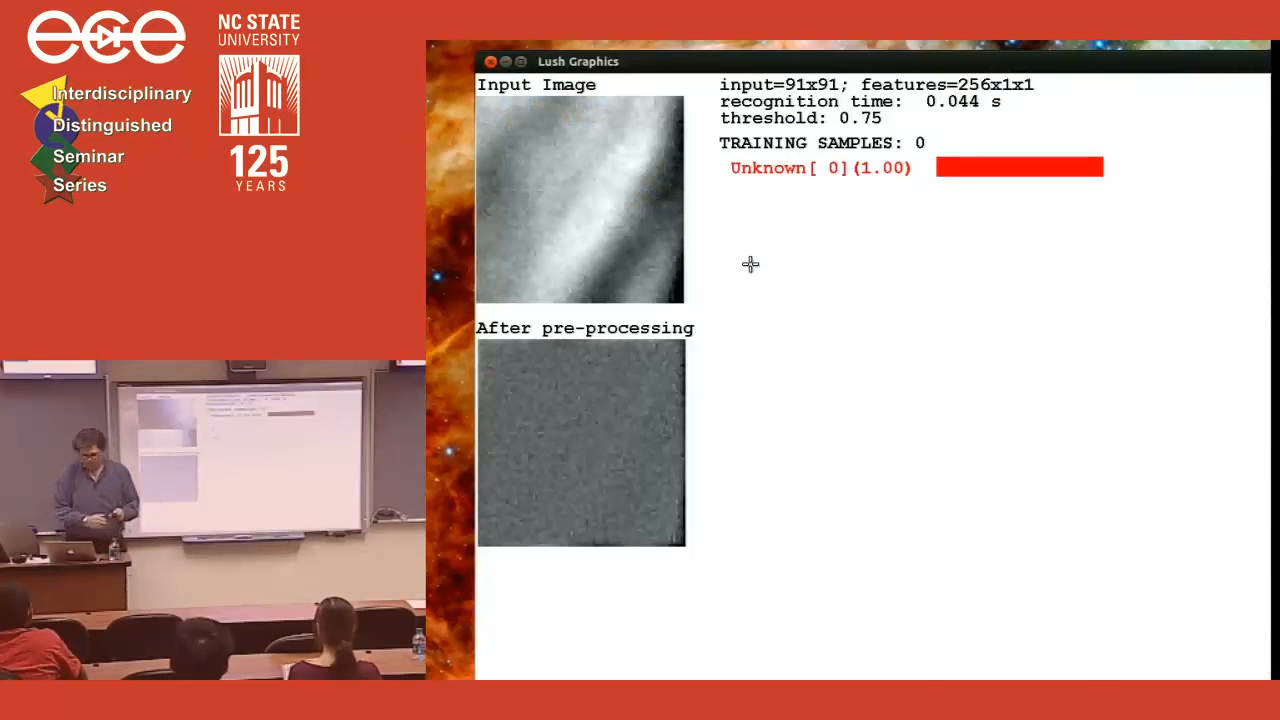 ece
NC STATE
UNIVERSITY
Interdisciplinary
Distinguished
Seminar
Series
125
YEARS
Lush Graphics
Input Image
input=91x91; features=256x1x1
recognition time: 0.044 s
threshold: 0.75
TRAINING SAMPLES: 0
Unknown[ 0](1.00)
After pre-processing